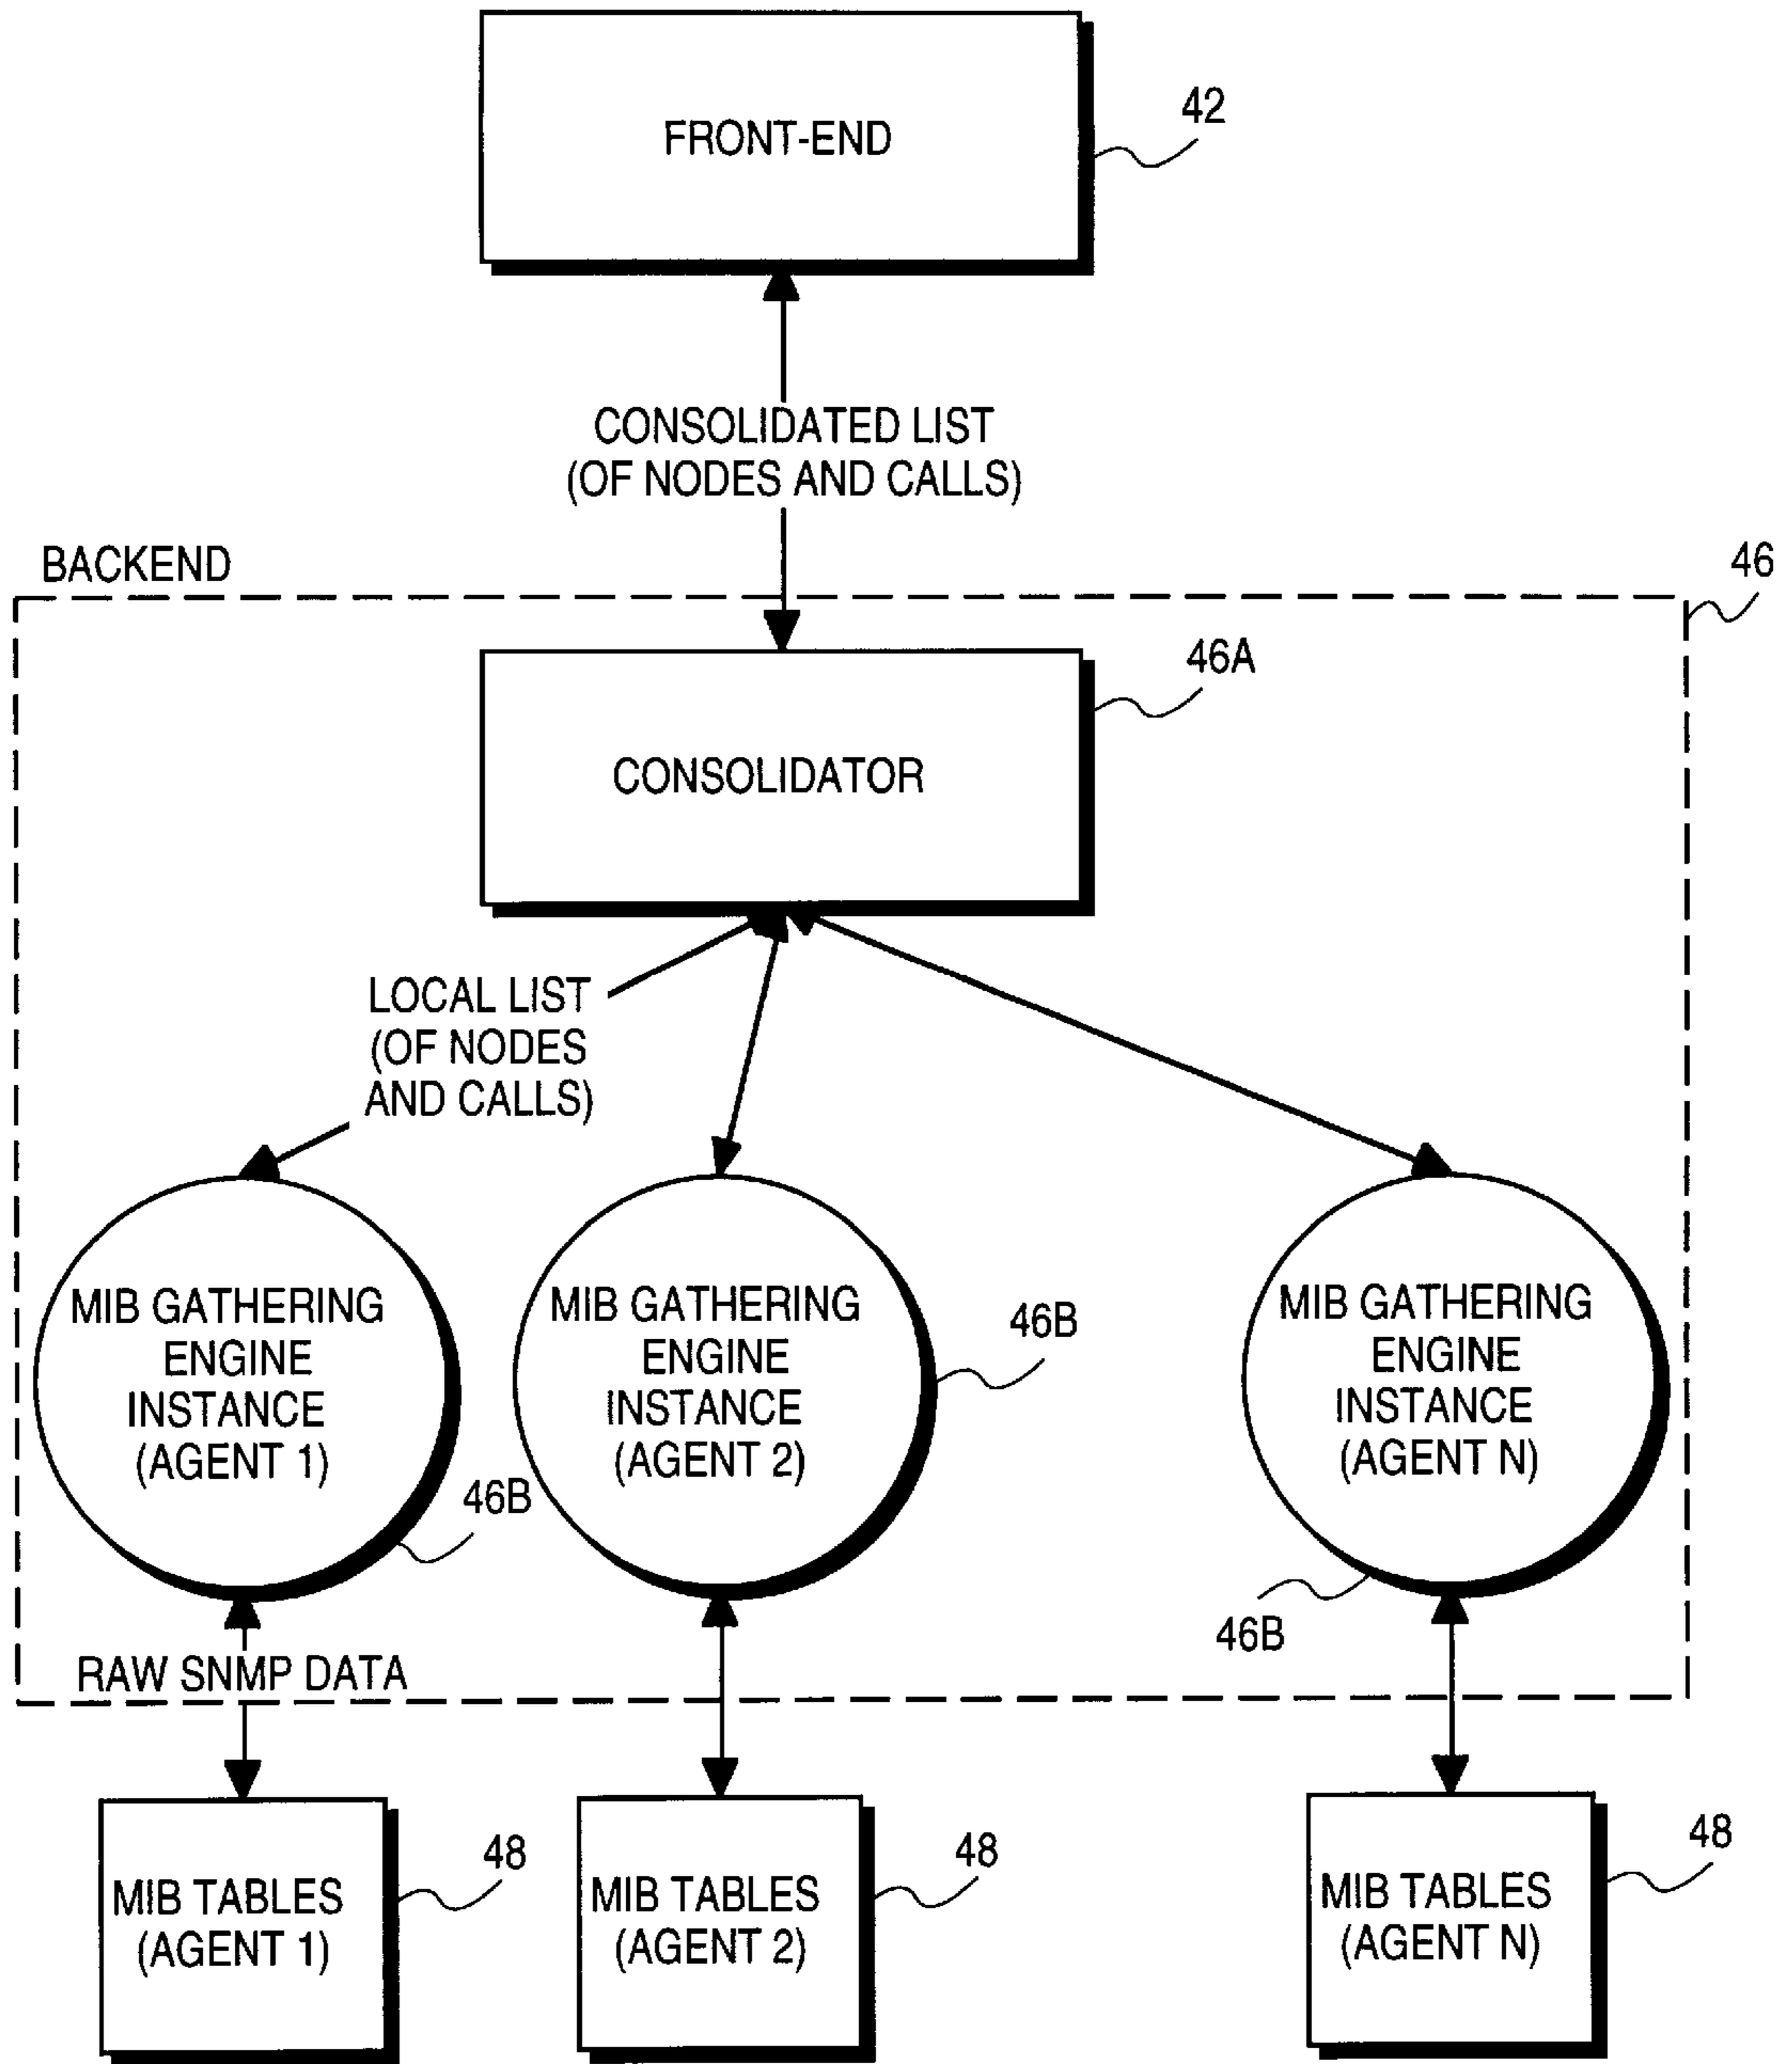 FRONT-END
42
CONSOLIDATED LIST
(OF NODES AND CALLS)
BACKEND
46
46A
CONSOLIDATOR
LOCAL LIST
(OF NODES
AND CALLS)
MIB GATHERING
ENGINE
INSTANCE
(AGENT 1)
46B
MIB GATHERING
ENGINE
INSTANCE
(AGENT 2)
46B
MIB GATHERING
ENGINE
INSTANCE
(AGENT N)
46B
RAW SNMP DATA
MIB TABLES
(AGENT 1)
48
MIB TABLES
(AGENT 2)
48
MIB TABLES
(AGENT N)
48